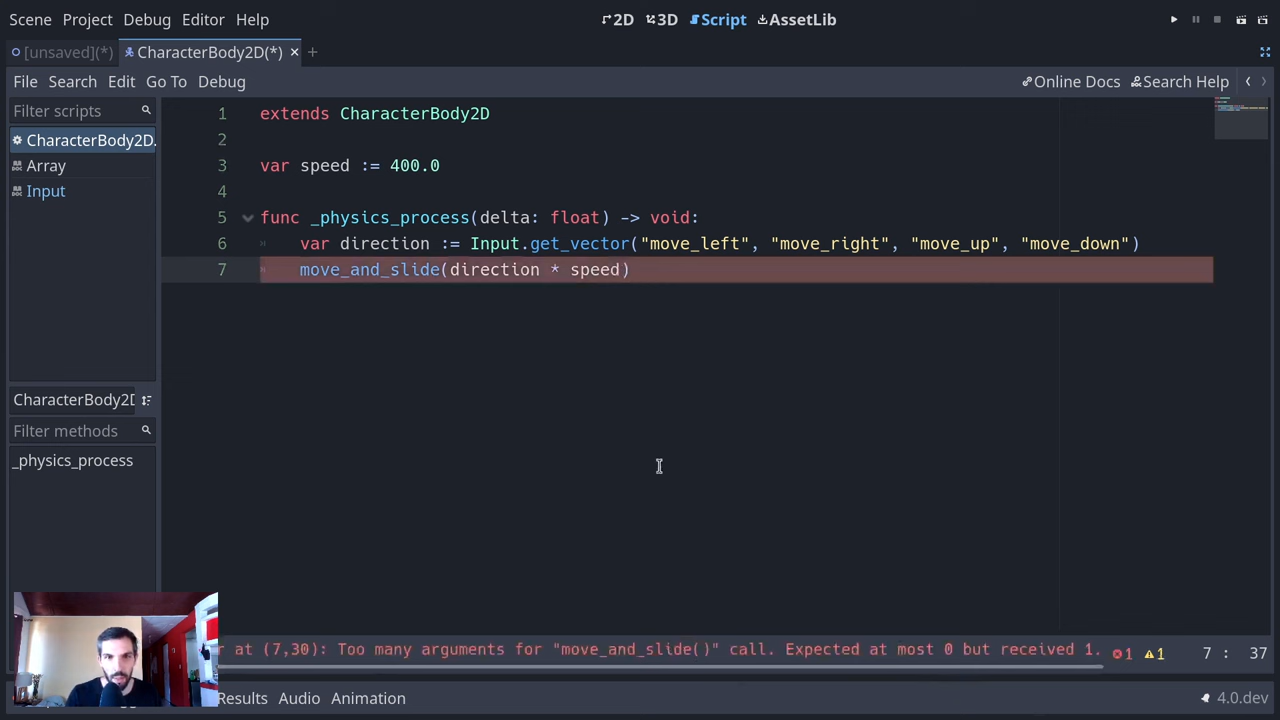 Scene Project Debug Editor Help 2D 3D Script AssetLib
[unsaved](*) CharacterBody2D(*)
File Search Edit Go To Debug Online Docs Search Help
Filter scripts
CharacterBody2D.
Array
Input
1 extends CharacterBody2D
2
3 var speed := 400.0
4
5 func _physics_process(delta: float) -> void:
6 var direction := Input.get_vector("move_left", "move_right", "move_up", "move_down")
7 move_and_slide(direction * speed)
CharacterBody2D
Filter methods
_physics_process
at (7,30): Too many arguments for "move_and_slide()" call. Expected at most 0 but received 1. 1 1 7 : 37
Results Audio Animation 4.0.dev